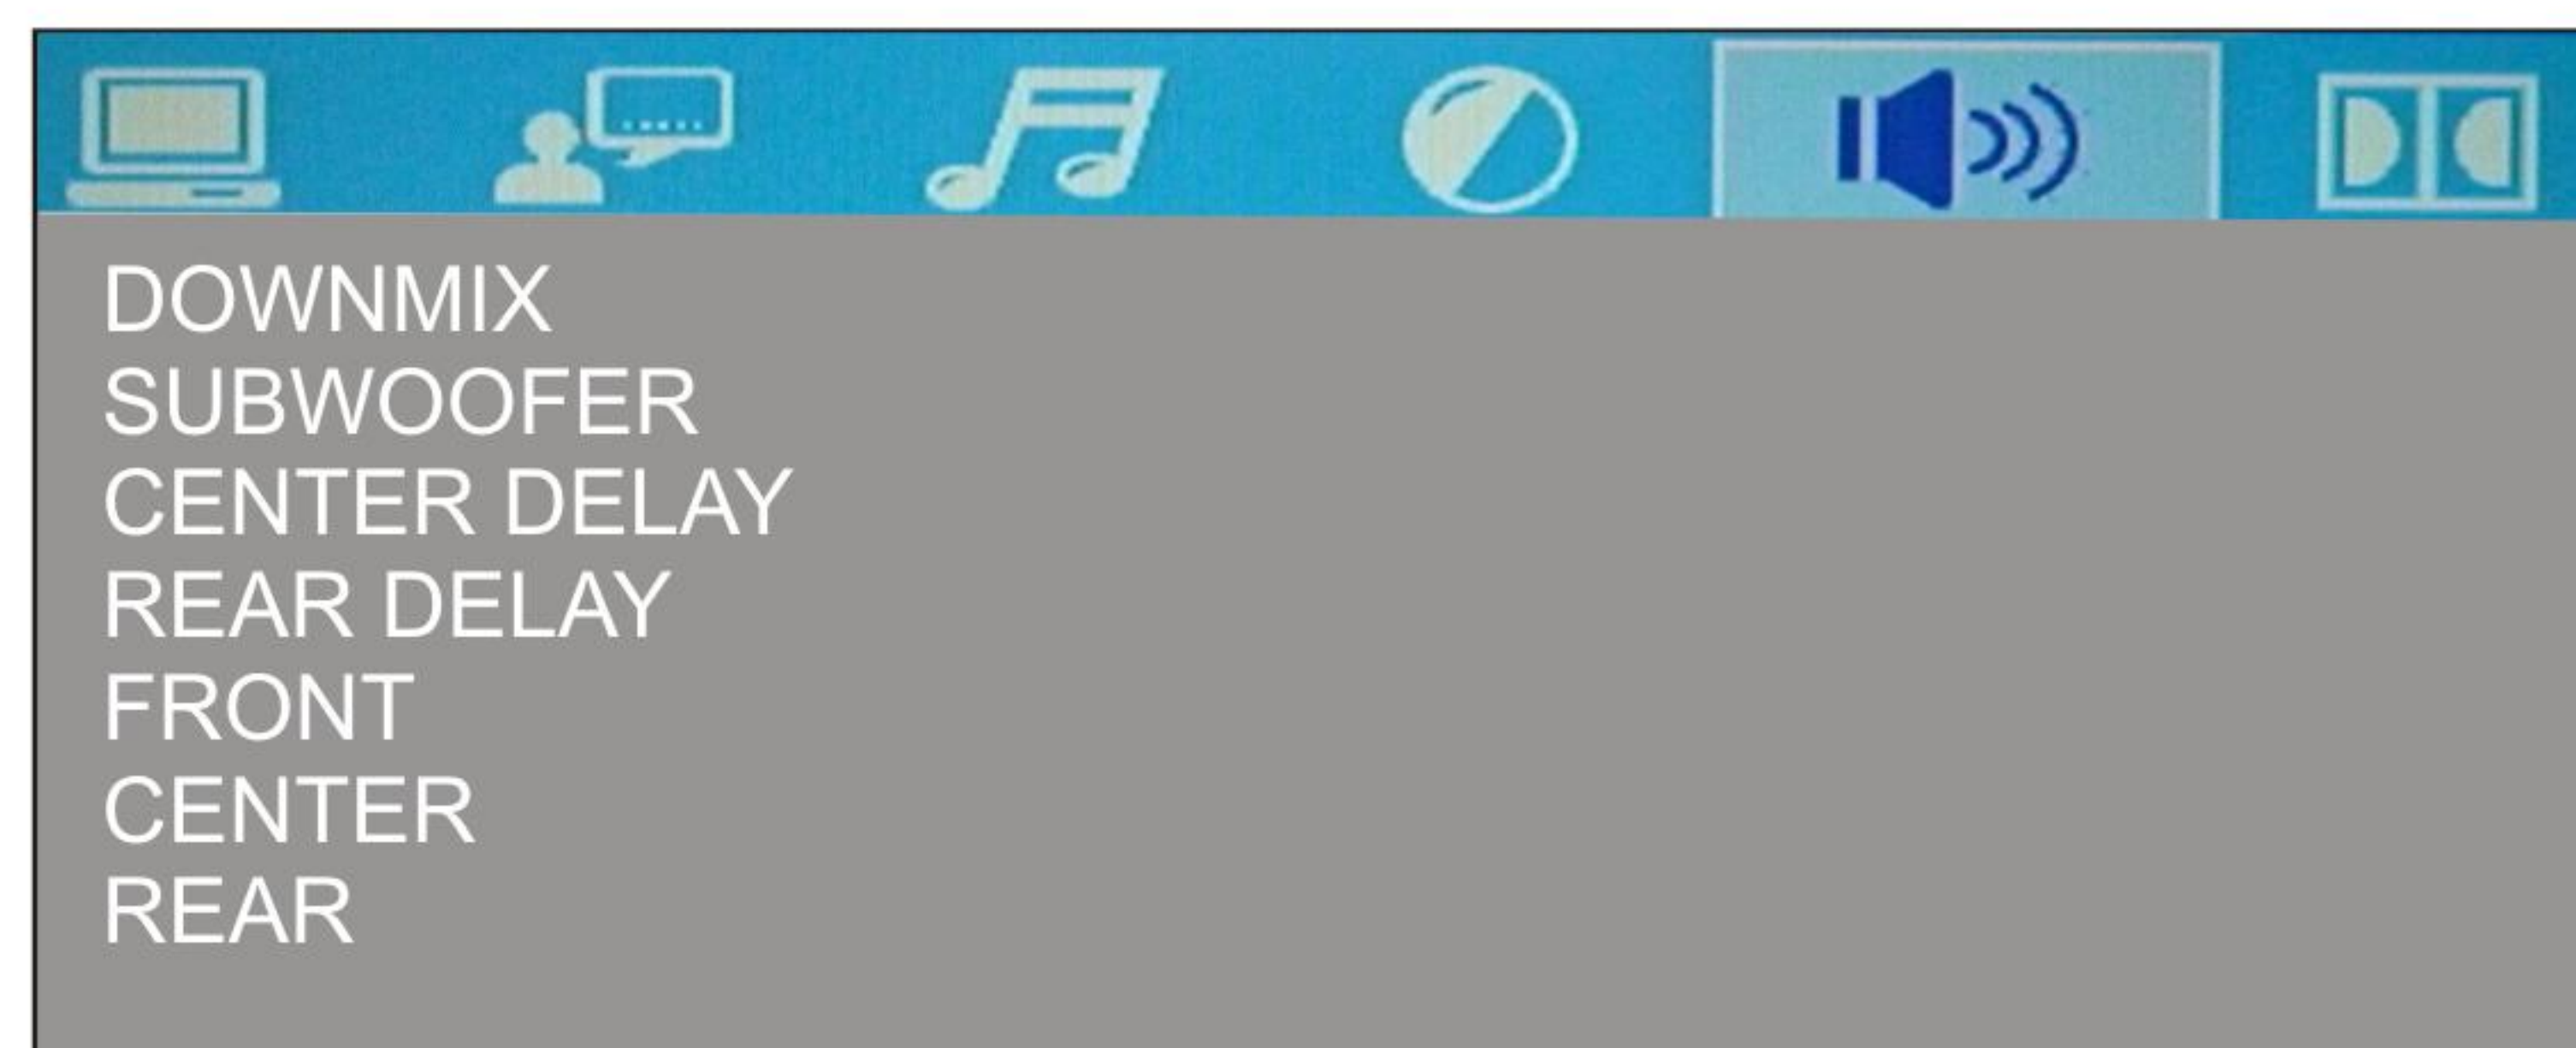 DOWNMIX
SUBWOOFER
CENTER DELAY
REAR DELAY
FRONT
CENTER
REAR